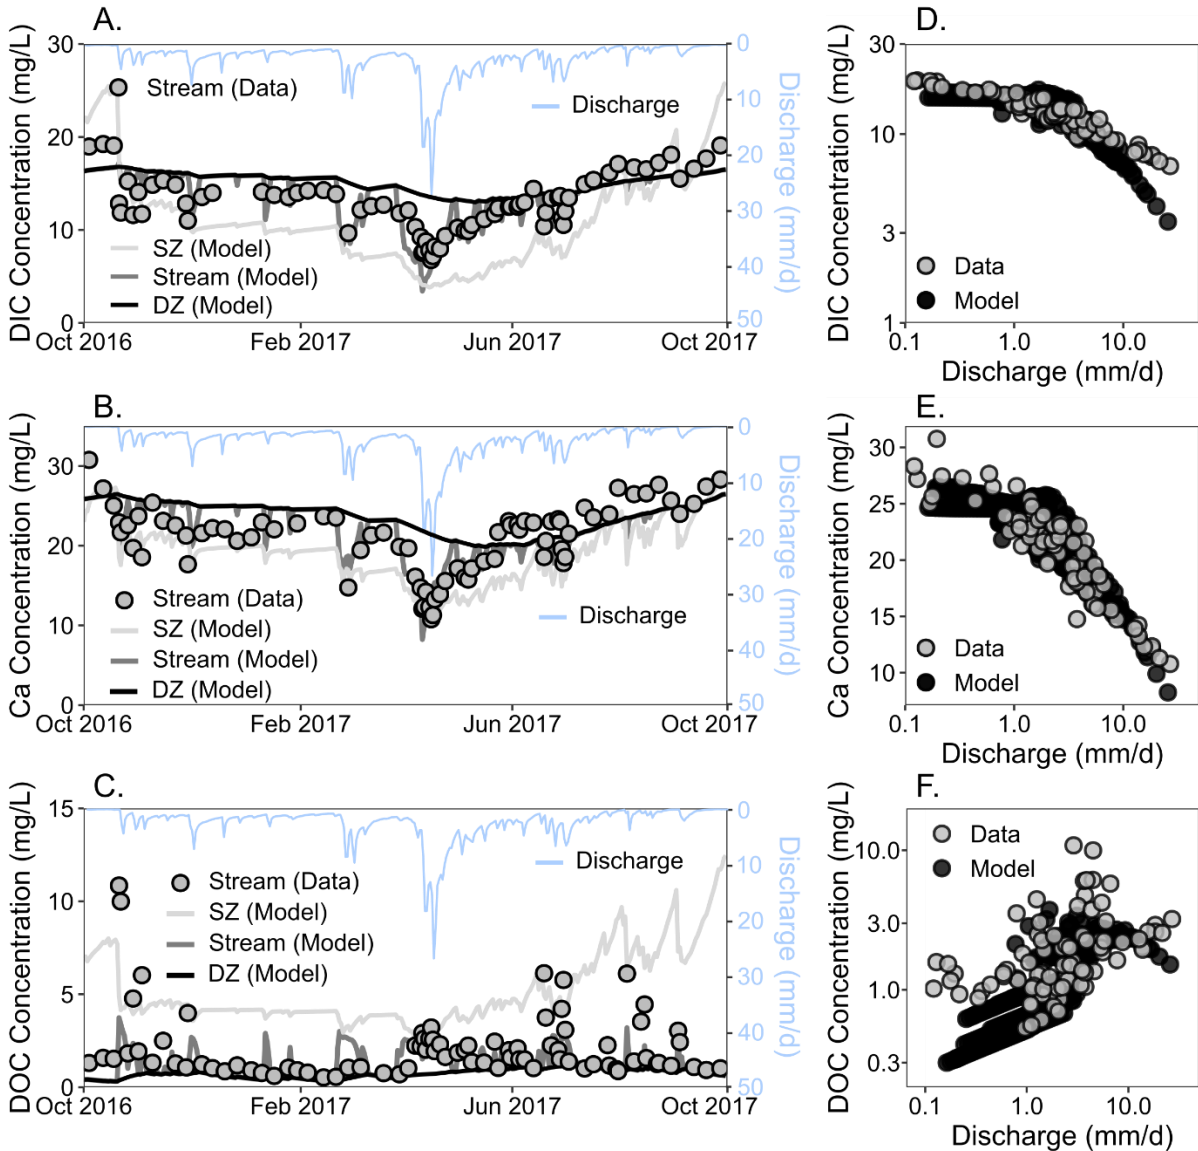 A.
DIC Concentration (mg/L)
30
20
10
0
Stream (Data)
Discharge
SZ (Model)
Stream (Model)
DZ (Model)
0
10
20
30
40
50
Discharge (mm/d)
Oct 2016
Feb 2017
Jun 2017
Oct 2017
D.
DIC Concentration (mg/L)
30
10
3
1
Data
Model
0.1
1.0
10.0
Discharge (mm/d)
B.
Ca Concentration (mg/L)
30
20
10
0
Stream (Data)
SZ (Model)
Stream (Model)
DZ (Model)
Discharge
0
10
20
30
40
50
Discharge (mm/d)
Oct 2016
Feb 2017
Jun 2017
Oct 2017
E.
Ca Concentration (mg/L)
30
25
20
15
10
Data
Model
0.1
1.0
10.0
Discharge (mm/d)
C.
DOC Concentration (mg/L)
15
10
5
0
Discharge
Stream (Data)
SZ (Model)
Stream (Model)
DZ (Model)
0
10
20
30
40
50
Discharge (mm/d)
Oct 2016
Feb 2017
Jun 2017
Oct 2017
F.
DOC Concentration (mg/L)
10.0
3.0
1.0
0.3
Data
Model
0.1
1.0
10.0
Discharge (mm/d)